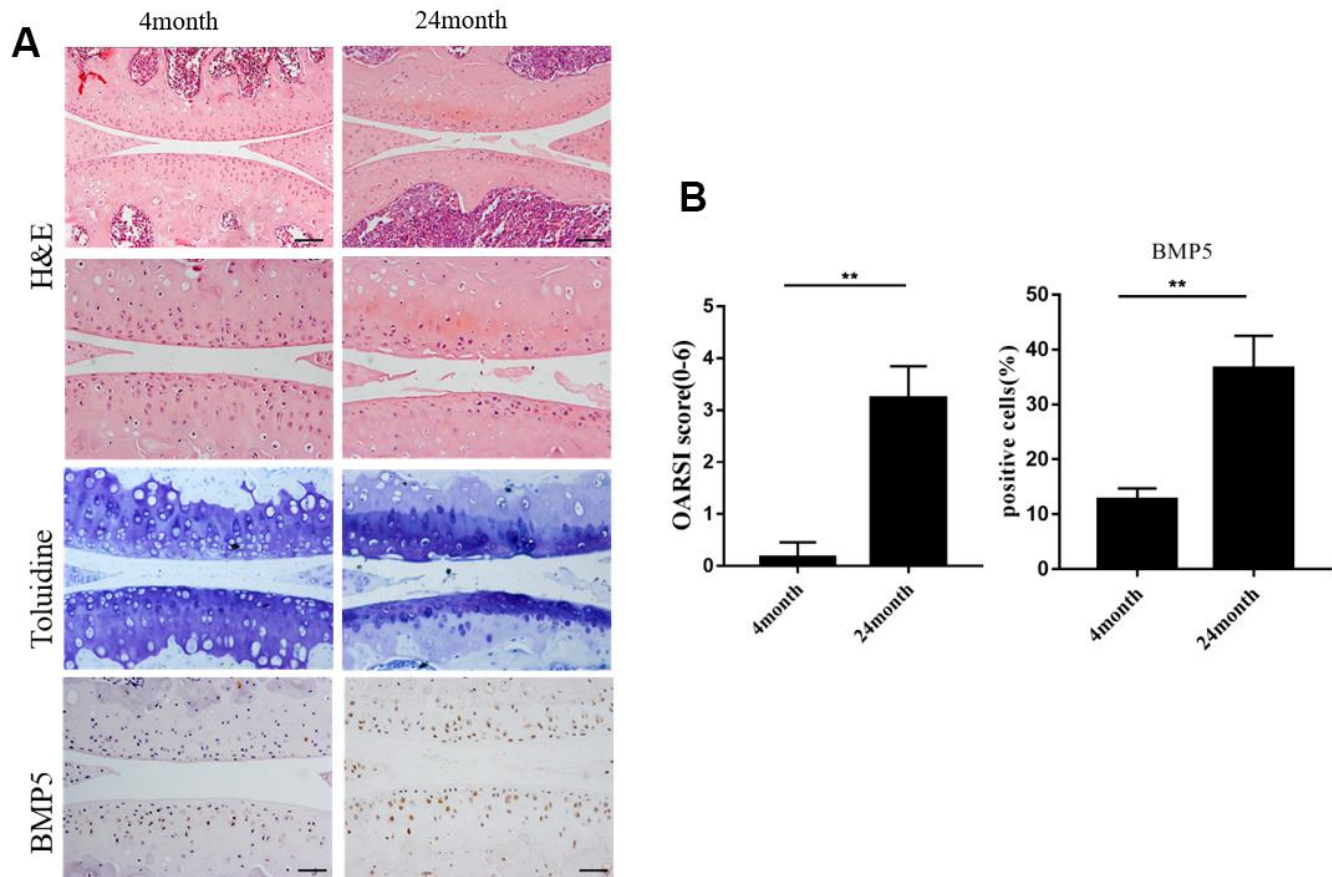 A
4month 24month
H&E
Toluidine
BMP5
B
**
OARSI score(0-6)
5
4
3
2
1
0
4month
24month
BMP5
**
positive cells(%)
50
40
30
20
10
0
4month
24month